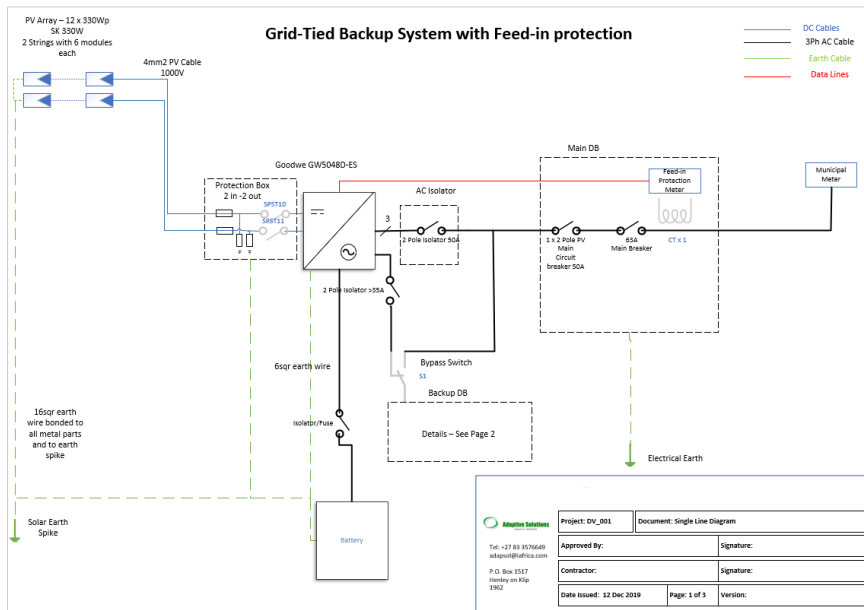 Grid-Tied Backup System with Feed-in protection
PV Array – 12 x 330Wp
SK 330W
2 Strings with 6 modules
each
4mm2 PV Cable
1000V
DC Cables
3Ph AC Cable
Earth Cable
Data Lines
Main DB
Goodwe GW5048D-ES
Feed-in
Protection
Meter
Municipal
Meter
Protection Box
2 in -2 out
SPST10
SPST11
AC Isolator
3
2 Pole Isolator 50A
1 x 2 Pole PV
Main
Circuit
breaker 50A
63A
Main Breaker
CT x 1
2 Pole Isolator >35A
6sqr earth wire
Bypass Switch
S1
Backup DB
Details – See Page 2
16sqr earth
wire bonded to
all metal parts
and to earth
spike
Isolator/Fuse
Electrical Earth
Solar Earth
Spike
Battery
Adaptive Solutions
Tel: +27 83 3576649
adapsol@iafrica.com
P.O. Box 1517
Henley on Klip
1962
Project: DV_001
Document: Single Line Diagram
Approved By:
Signature:
Contractor:
Signature:
Date Issued: 12 Dec 2019
Page: 1 of 3
Version: